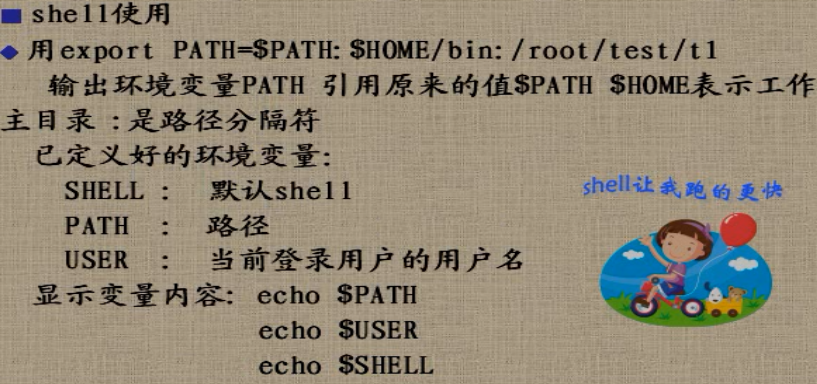 shell使用
用export PATH=$PATH:$HOME/bin:/root/test/t1
输出环境变量PATH 引用原来的值$PATH $HOME表示工作
主目录 :是路径分隔符
已定义好的环境变量:
SHELL : 默认shell
PATH : 路径
USER : 当前登录用户的用户名
显示变量内容: echo $PATH
echo $USER
echo $SHELL
shell让我跑的更快